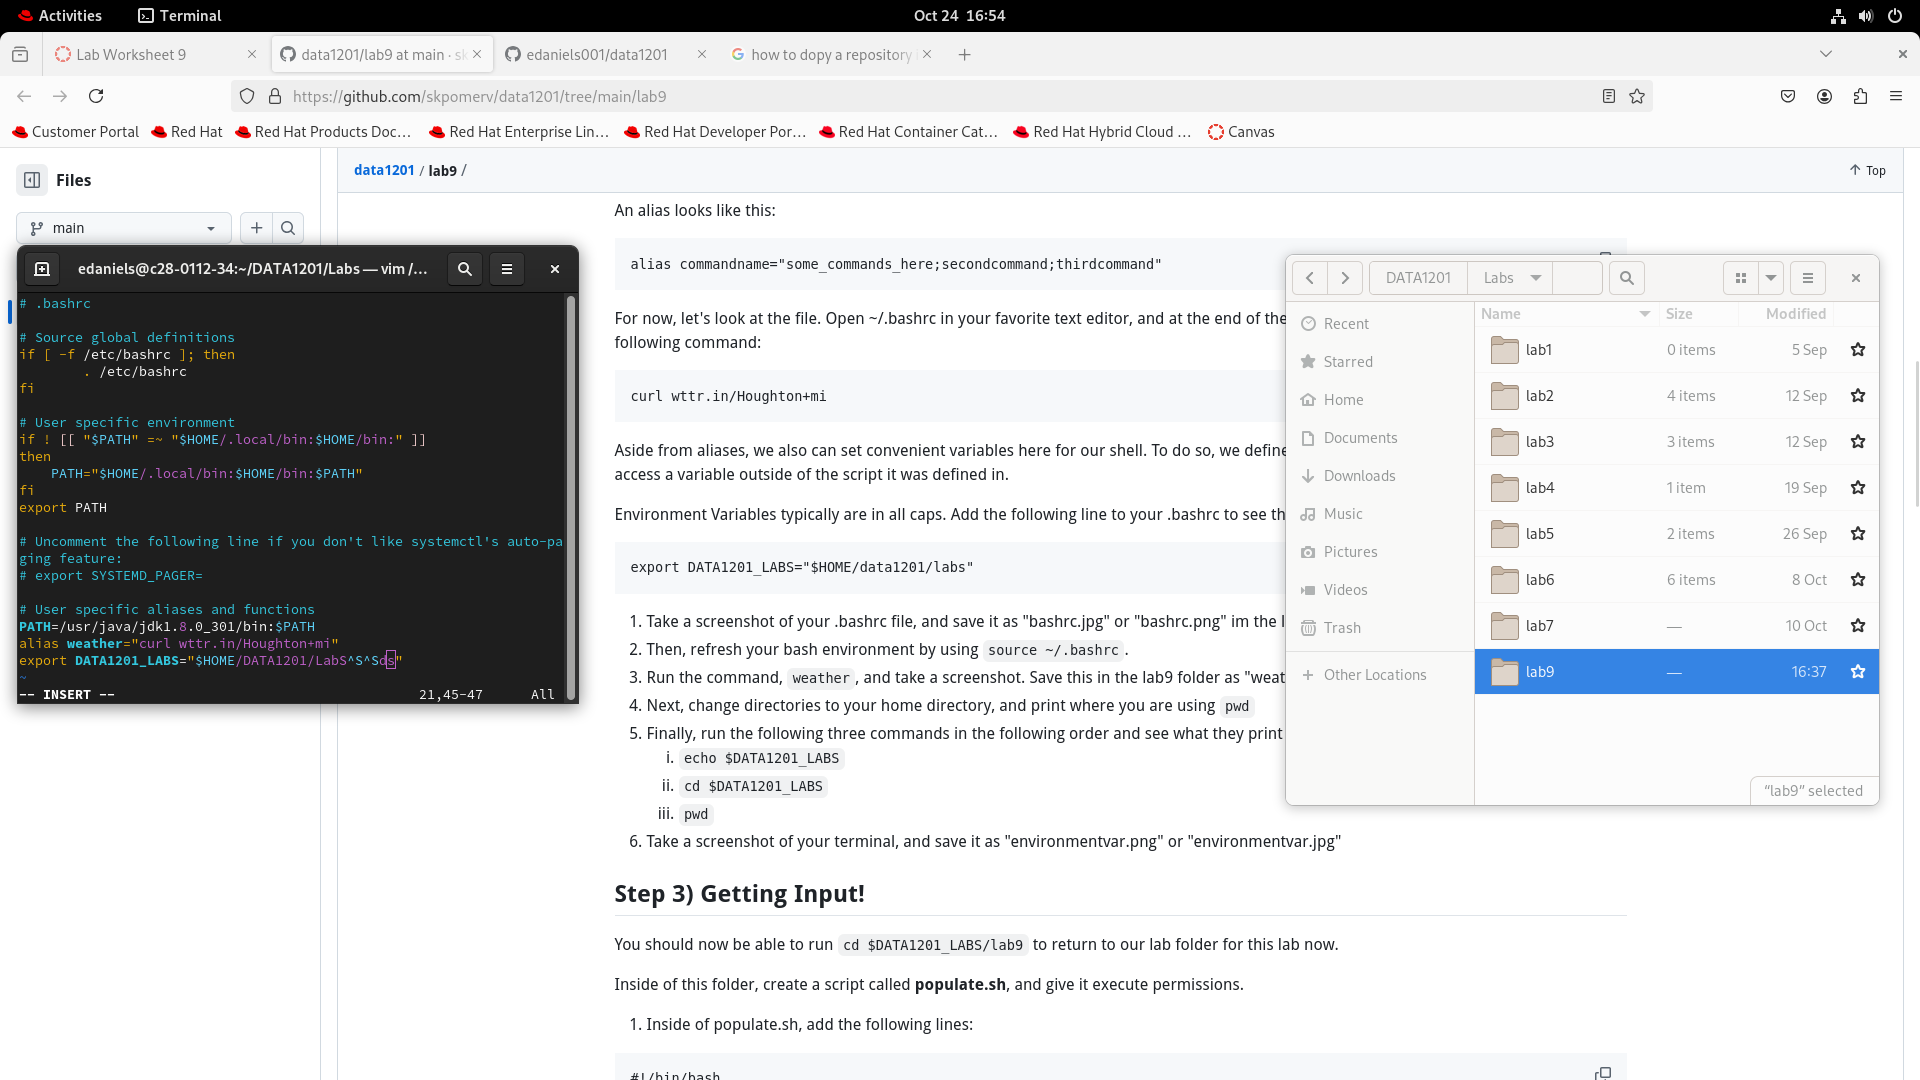 Activities
Terminal
Oct 24 16:54
Lab Worksheet 9
data1201/lab9 at main · sk
edaniels001/data1201
how to dopy a repository
https://github.com/skpomerv/data1201/tree/main/lab9
Customer Portal
Red Hat
Red Hat Products Doc…
Red Hat Enterprise Lin…
Red Hat Developer Por…
Red Hat Container Cat…
Red Hat Hybrid Cloud …
Canvas
Files
main
data1201 / lab9 /
Top
edaniels@c28-0112-34:~/DATA1201/Labs — vim /…
# .bashrc
# Source global definitions
if [ -f /etc/bashrc ]; then
. /etc/bashrc
fi
# User specific environment
if ! [[ "$PATH" =~ "$HOME/.local/bin:$HOME/bin:" ]]
then
PATH="$HOME/.local/bin:$HOME/bin:$PATH"
fi
export PATH
# Uncomment the following line if you don't like systemctl's auto-pa
ging feature:
# export SYSTEMD_PAGER=
# User specific aliases and functions
PATH=/usr/java/jdk1.8.0_301/bin:$PATH
alias weather="curl wttr.in/Houghton+mi"
export DATA1201_LABS="$HOME/DATA1201/LabS^S^Sds"
~
-- INSERT --
21,45-47
All
An alias looks like this:
alias commandname="some_commands_here;secondcommand;thirdcommand"
For now, let's look at the file. Open ~/.bashrc in your favorite text editor, and at the end of the
following command:
curl wttr.in/Houghton+mi
Aside from aliases, we also can set convenient variables here for our shell. To do so, we define
access a variable outside of the script it was defined in.
Environment Variables typically are in all caps. Add the following line to your .bashrc to see th
export DATA1201_LABS="$HOME/data1201/labs"
1. Take a screenshot of your .bashrc file, and save it as "bashrc.jpg" or "bashrc.png" im the l
2. Then, refresh your bash environment by using source ~/.bashrc.
3. Run the command, weather, and take a screenshot. Save this in the lab9 folder as "weat
4. Next, change directories to your home directory, and print where you are using pwd
5. Finally, run the following three commands in the following order and see what they print
i. echo $DATA1201_LABS
ii. cd $DATA1201_LABS
iii. pwd
6. Take a screenshot of your terminal, and save it as "environmentvar.png" or "environmentvar.jpg"
Step 3) Getting Input!
You should now be able to run cd $DATA1201_LABS/lab9 to return to our lab folder for this lab now.
Inside of this folder, create a script called populate.sh, and give it execute permissions.
1. Inside of populate.sh, add the following lines:
#!/bin/bash
DATA1201
Labs
Recent
Starred
Home
Documents
Downloads
Music
Pictures
Videos
Trash
+ Other Locations
Name Size Modified
lab1 0 items 5 Sep
lab2 4 items 12 Sep
lab3 3 items 12 Sep
lab4 1 item 19 Sep
lab5 2 items 26 Sep
lab6 6 items 8 Oct
lab7 — 10 Oct
lab9 — 16:37
“lab9” selected